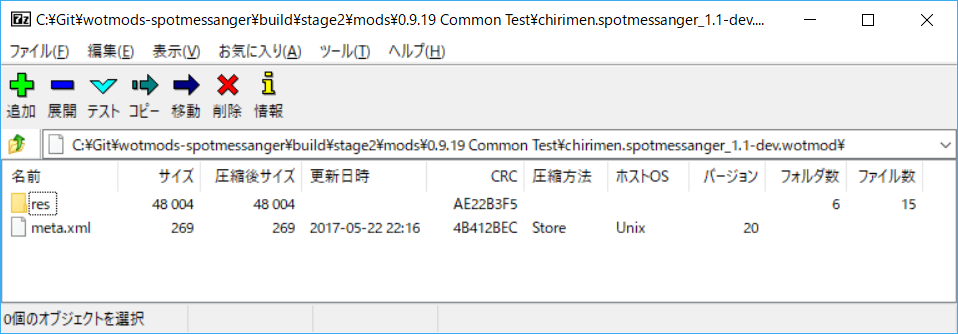 7z C:¥Git¥wotmods-spotmessanger¥build¥stage2¥mods¥0.9.19 Common Test¥chirimen.spotmessanger_1.1-dev....
ファイル(F) 編集(E) 表示(V) お気に入り(A) ツール(T) ヘルプ(H)
追加 展開 テスト コピー 移動 削除 情報
C:¥Git¥wotmods-spotmessanger¥build¥stage2¥mods¥0.9.19 Common Test¥chirimen.spotmessanger_1.1-dev.wotmod¥
名前 サイズ 圧縮後サイズ 更新日時 CRC 圧縮方法 ホストOS バージョン フォルダ数 ファイル数
res 48 004 48 004 AE22B3F5 6 15
meta.xml 269 269 2017-05-22 22:16 4B412BEC Store Unix 20
0個のオブジェクトを選択